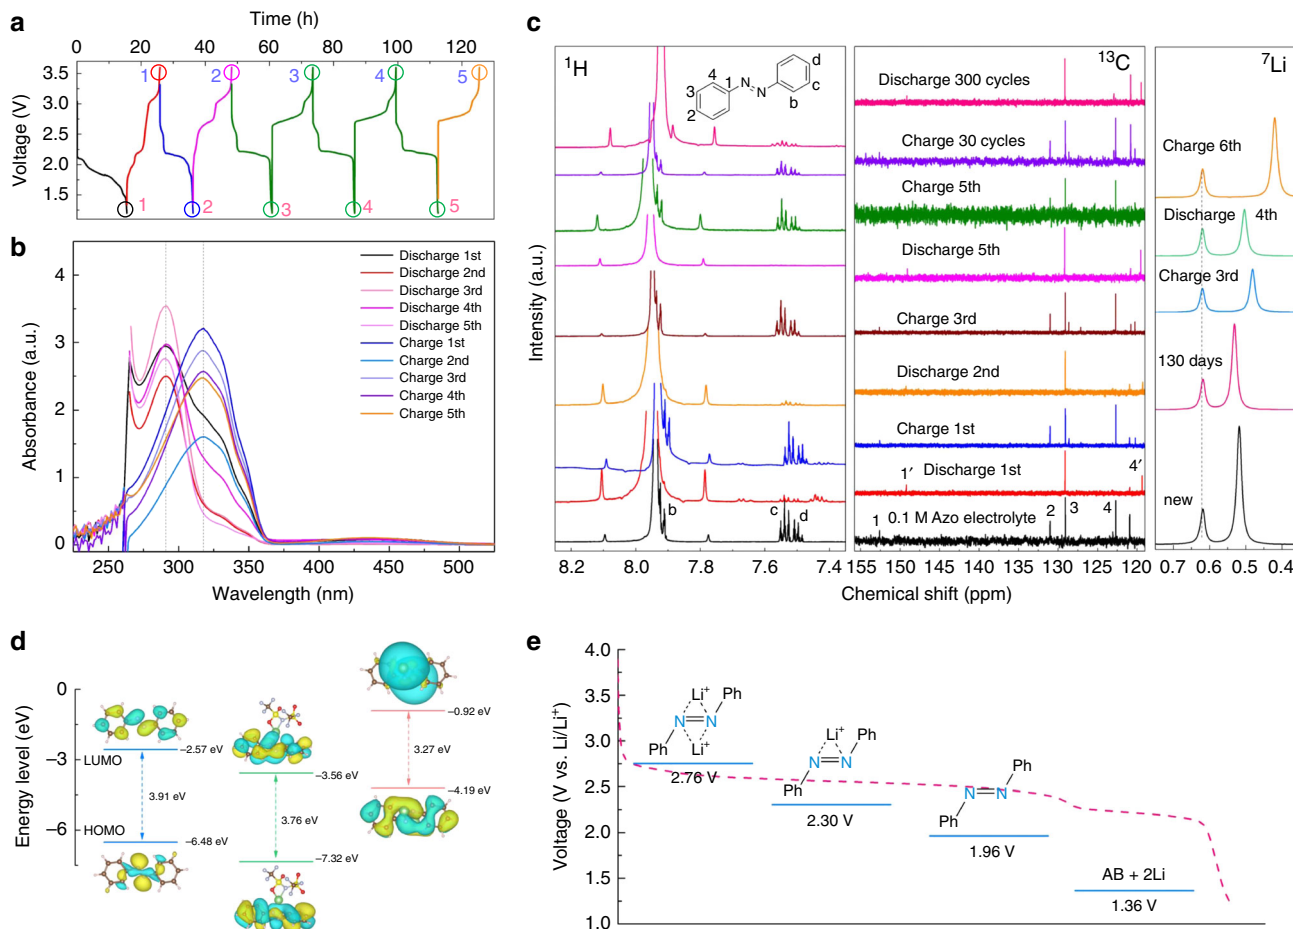 a
Time (h)
0 20 40 60 80 100 120
Voltage (V)
3.5
3.0
2.5
2.0
1.5
1 2 3 4 5
1 2 3 4 5
b
Absorbance (a.u.)
4
3
2
1
0
Discharge 1st
Discharge 2nd
Discharge 3rd
Discharge 4th
Discharge 5th
Charge 1st
Charge 2nd
Charge 3rd
Charge 4th
Charge 5th
250 300 350 400 450 500
Wavelength (nm)
c
Intensity (a.u.)
¹H
4
3
2
1
N
N
d
c
b
b
c
d
8.2 8.0 7.8 7.6 7.4
¹³C
Discharge 300 cycles
Charge 30 cycles
Charge 5th
Discharge 5th
Charge 3rd
Discharge 2nd
Charge 1st
Discharge 1st
1′
4′
0.1 M Azo electrolyte
1
2
3
4
155 150 145 140 135 130 125 120
Chemical shift (ppm)
⁷Li
Charge 6th
Discharge 4th
Charge 3rd
130 days
new
0.7 0.6 0.5 0.4
d
Energy level (eV)
0
−3
−6
LUMO
−2.57 eV
3.91 eV
HOMO
−6.48 eV
−3.56 eV
3.76 eV
−7.32 eV
−0.92 eV
3.27 eV
−4.19 eV
e
Voltage (V vs. Li/Li⁺)
4.0
3.5
3.0
2.5
2.0
1.5
1.0
Li⁺
Ph
N N
Ph
Li⁺
2.76 V
Li⁺
Ph
N N
Ph
2.30 V
Ph
N N
Ph
1.96 V
AB + 2Li
1.36 V